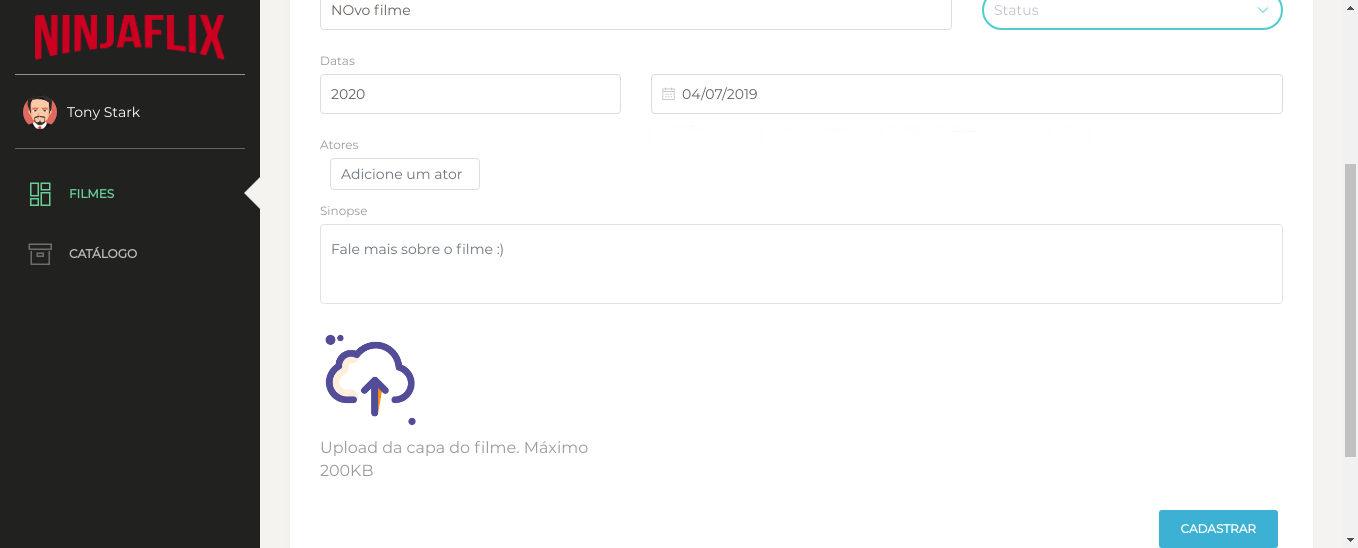 NINJAFLIX
Tony Stark
FILMES
CATÁLOGO
NOvo filme
Status
Datas
2020
04/07/2019
Atores
Adicione um ator
Sinopse
Fale mais sobre o filme :)
Upload da capa do filme. Máximo
200KB
CADASTRAR